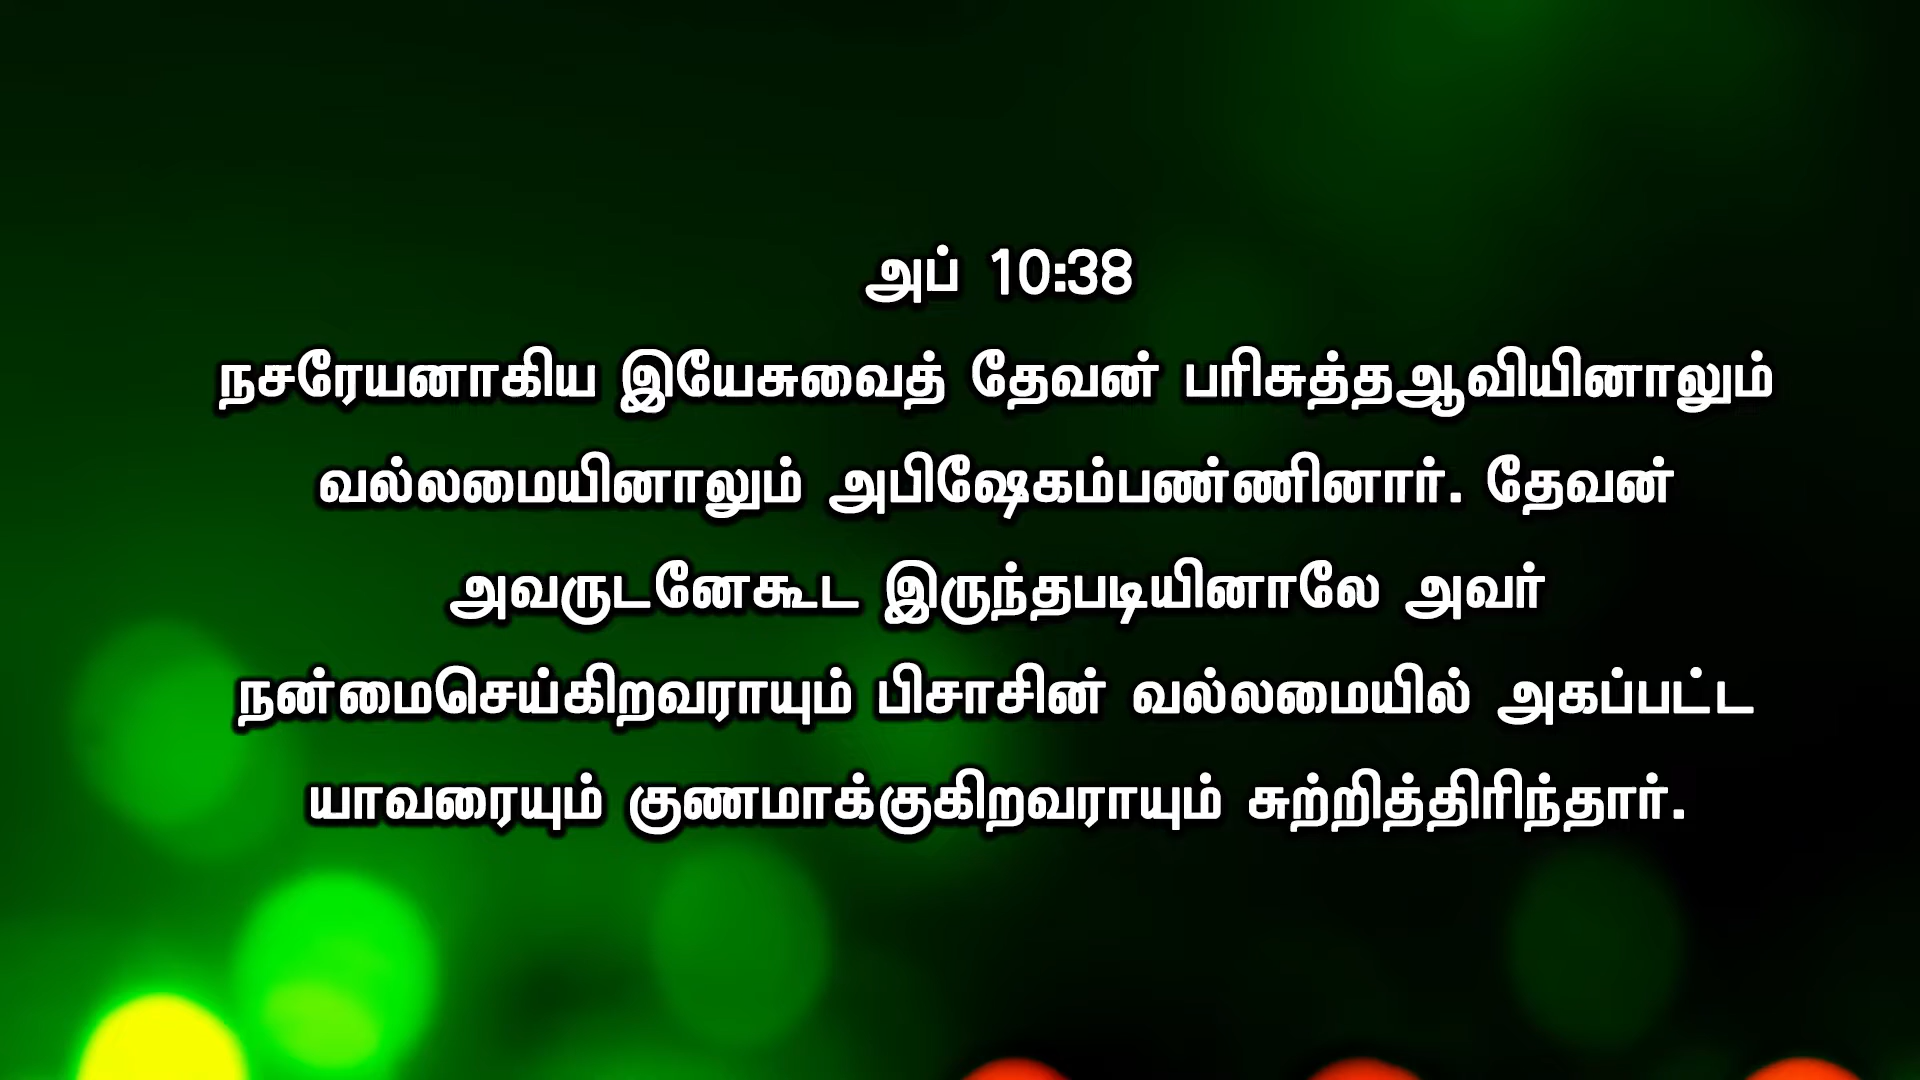 அப் 10:38
நசரேயனாகிய இயேசுவைத் தேவன் பரிசுத்தஆவியினாலும்
வல்லமையினாலும் அபிஷேகம்பண்ணினார். தேவன்
அவருடனேகூட இருந்தபடியினாலே அவர்
நன்மைசெய்கிறவராயும் பிசாசின் வல்லமையில் அகப்பட்ட
யாவரையும் குணமாக்குகிறவராயும் சுற்றித்திரிந்தார்.